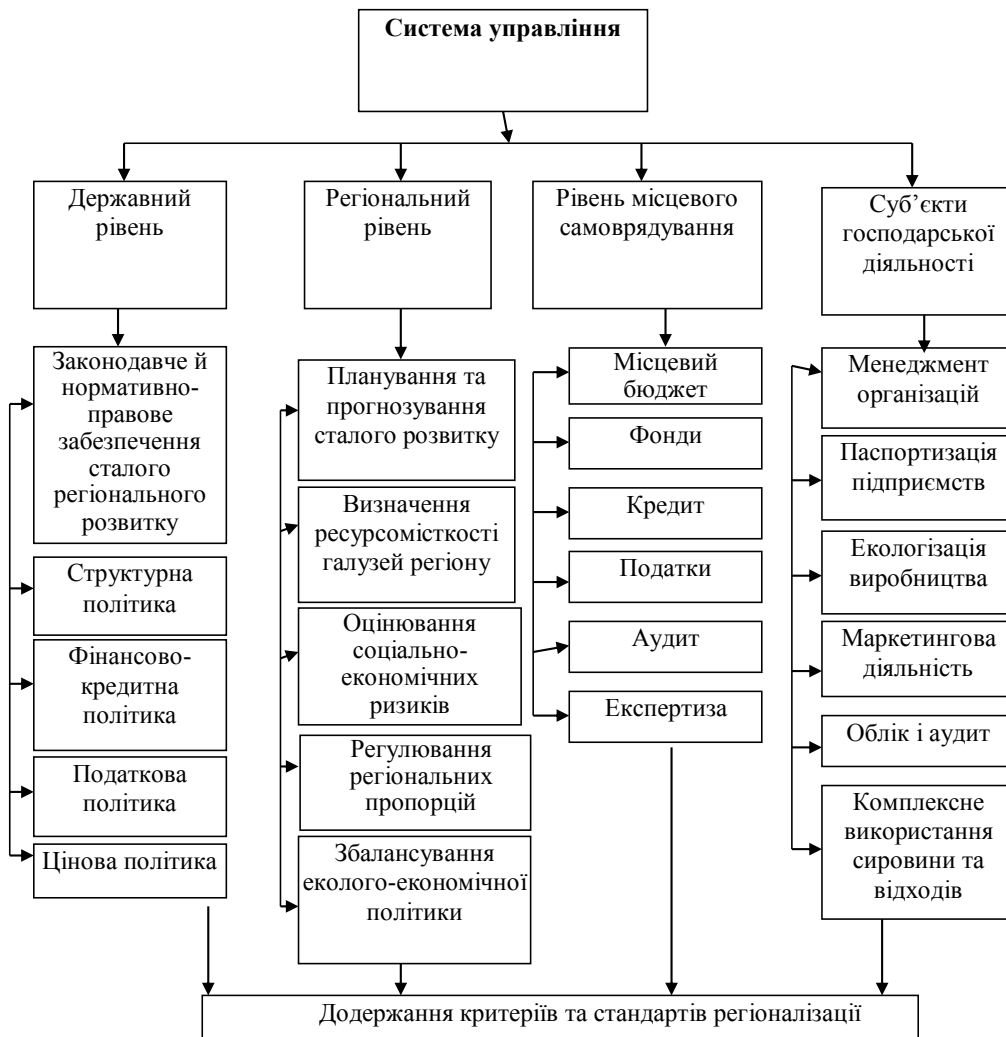 Система управління
Державний
рівень
Регіональний
рівень
Рівень місцевого
самоврядування
Суб’єкти
господарської
діяльності
Законодавче й
нормативно-
правове
забезпечення
сталого
регіонального
розвитку
Структурна
політика
Фінансово-
кредитна
політика
Податкова
політика
Цінова політика
Планування та
прогнозування
сталого розвитку
Визначення
ресурсомісткості
галузей регіону
Оцінювання
соціально-
економічних
ризиків
Регулювання
регіональних
пропорцій
Збалансування
еколого-економічної
політики
Місцевий
бюджет
Фонди
Кредит
Податки
Аудит
Експертиза
Менеджмент
організацій
Паспортизація
підприємств
Екологізація
виробництва
Маркетингова
діяльність
Облік і аудит
Комплексне
використання
сировини та
відходів
Додержання критеріїв та стандартів регіоналізації